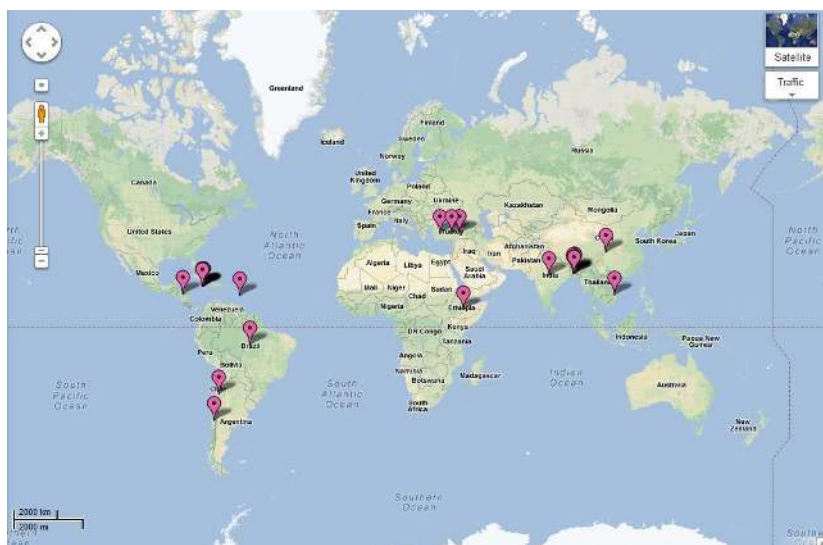 Satellite
Traffic
Greenland
Iceland
Finland
Sweden
Norway
Russia
United
Kingdom
Poland
Germany
Ukraine
France
Italy
Spain
Turkey
Kazakhstan
Mongolia
Canada
United States
North
Atlantic
Ocean
North
Pacific
Ocean
Japan
South Korea
China
Afghanistan
Pakistan
Iraq
Iran
India
Thailand
Mexico
Algeria
Libya
Egypt
Saudi
Arabia
Mali
Niger
Chad
Sudan
Nigeria
Ethiopia
Kenya
DR Congo
Tanzania
Angola
Namibia
Botswana
Madagascar
South
Africa
Venezuela
Colombia
Peru
Brazil
Bolivia
Chile
Argentina
South
Pacific
Ocean
South
Atlantic
Ocean
Indian
Ocean
Indonesia
Papua New
Guinea
Australia
New
Zealand
Southern
Ocean
2000 km
2000 mi